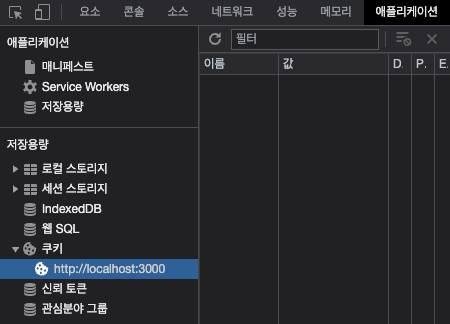 요소 콘솔 소스 네트워크 성능 메모리 애플리케이션
애플리케이션
매니페스트
Service Workers
저장용량
저장용량
로컬 스토리지
세션 스토리지
IndexedDB
웹 SQL
쿠키
http://localhost:3000
신뢰 토큰
관심분야 그룹
필터
이름 값 D. P. E.